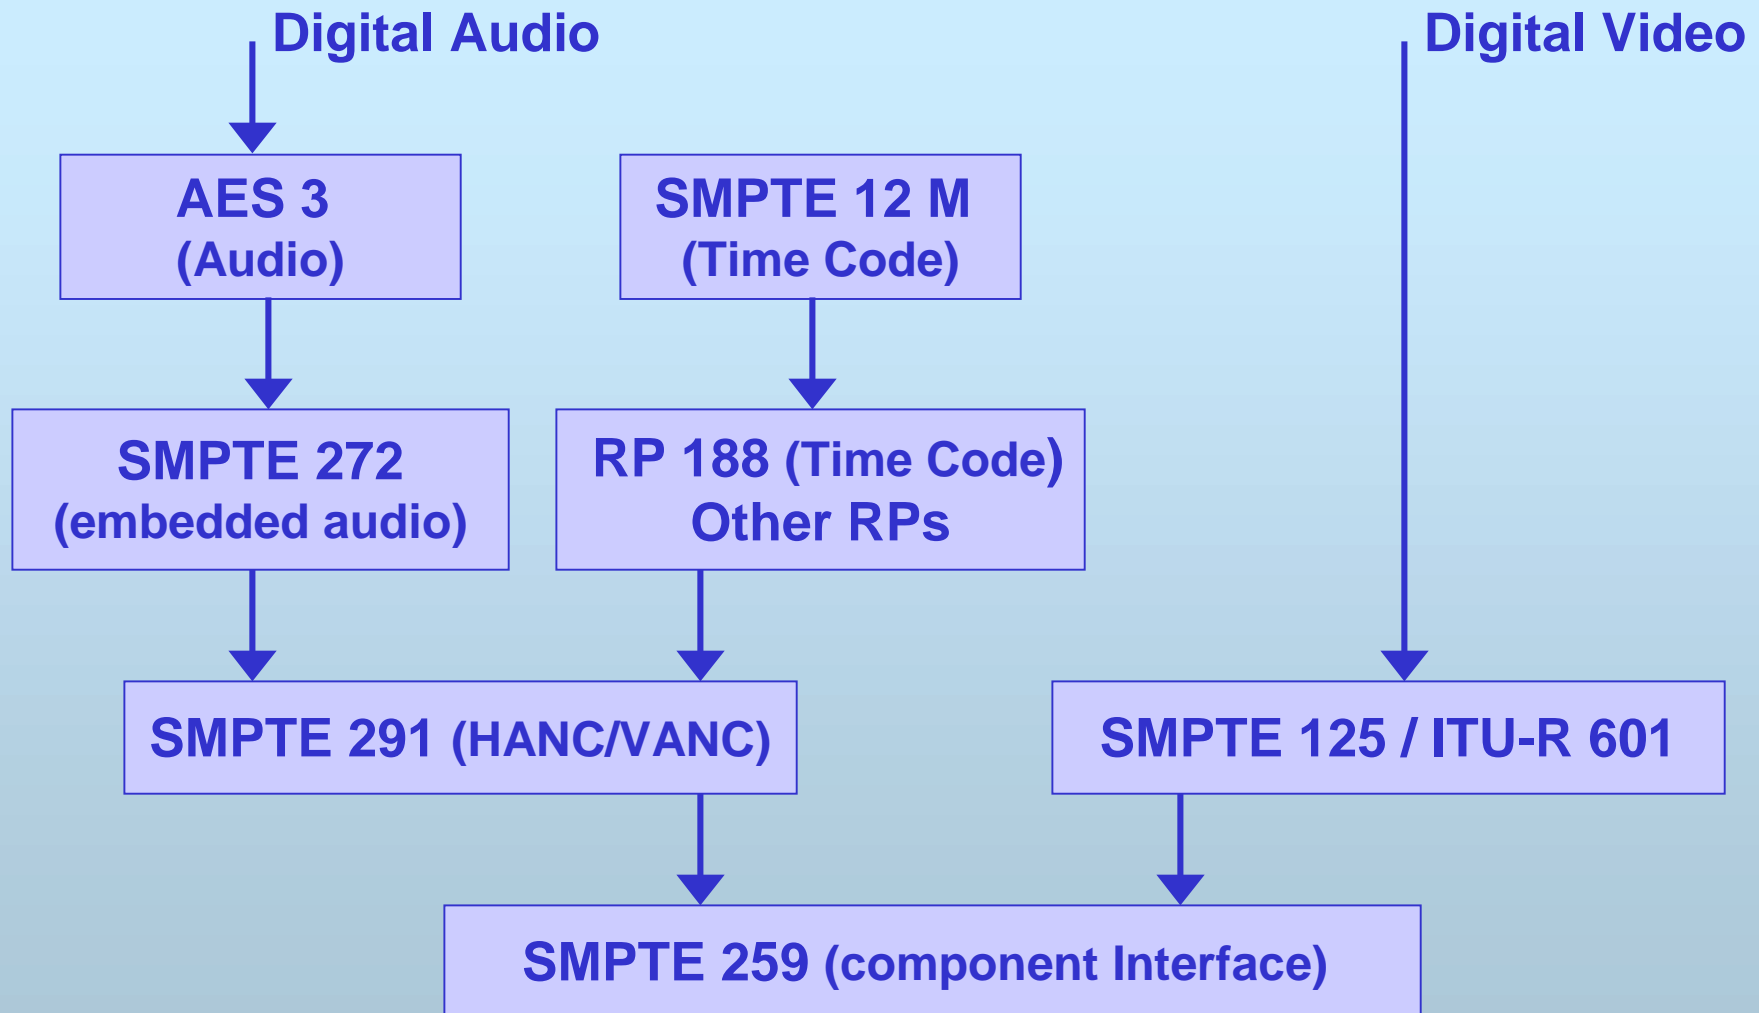 Digital Audio
Digital Video
AES 3
(Audio)
SMPTE 12 M
(Time Code)
SMPTE 272
(embedded audio)
RP 188 (Time Code)
Other RPs
SMPTE 291 (HANC/VANC)
SMPTE 125 / ITU-R 601
SMPTE 259 (component Interface)